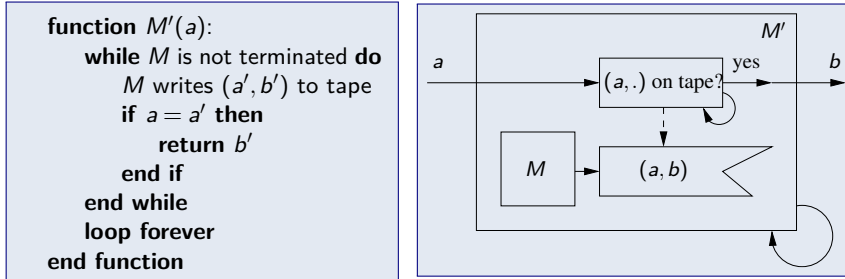 function M′(a):
while M is not terminated do
M writes (a′, b′) to tape
if a = a′ then
return b′
end if
end while
loop forever
end function
M′
a
(a, .) on tape?
yes
b
M
(a, b)